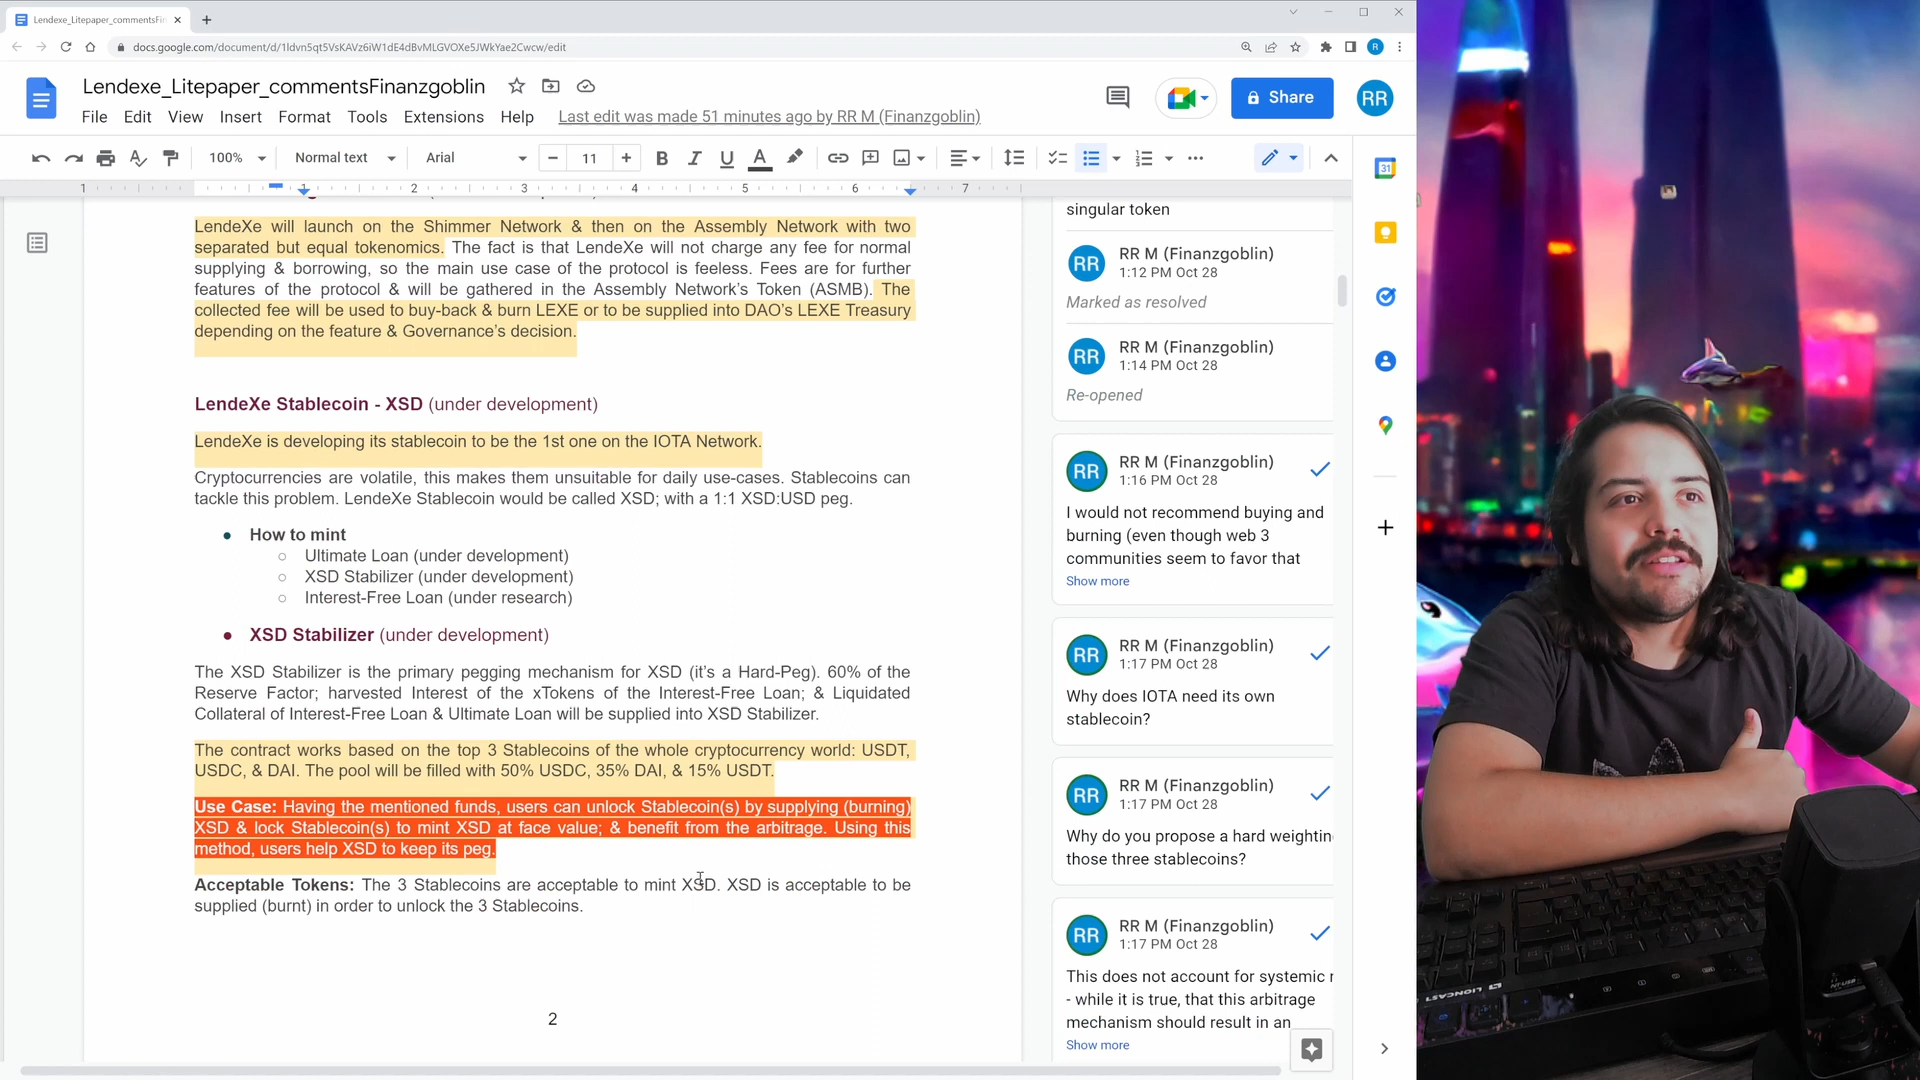 Lendexe_Litepaper_commentsFin
docs.google.com/document/d/1ldvn5qt5VsKAVz6iW1dE4dBvMLGVOXe5JWkYae2Cwcw/edit
R
Lendexe_Litepaper_commentsFinanzgoblin
Share
RR
File Edit View Insert Format Tools Extensions Help Last edit was made 51 minutes ago by RR M (Finanzgoblin)
100% Normal text Arial 11 B I U A
1 1 2 3 4 5 6 7
31
LendeXe will launch on the Shimmer Network & then on the Assembly Network with two
separated but equal tokenomics. The fact is that LendeXe will not charge any fee for normal
supplying & borrowing, so the main use case of the protocol is feeless. Fees are for further
features of the protocol & will be gathered in the Assembly Network's Token (ASMB). The
collected fee will be used to buy-back & burn LEXE or to be supplied into DAO's LEXE Treasury
depending on the feature & Governance's decision.
LendeXe Stablecoin - XSD (under development)
LendeXe is developing its stablecoin to be the 1st one on the IOTA Network.
Cryptocurrencies are volatile, this makes them unsuitable for daily use-cases. Stablecoins can
tackle this problem. LendeXe Stablecoin would be called XSD; with a 1:1 XSD:USD peg.
● How to mint
○ Ultimate Loan (under development)
○ XSD Stabilizer (under development)
○ Interest-Free Loan (under research)
● XSD Stabilizer (under development)
The XSD Stabilizer is the primary pegging mechanism for XSD (it's a Hard-Peg). 60% of the
Reserve Factor; harvested Interest of the xTokens of the Interest-Free Loan; & Liquidated
Collateral of Interest-Free Loan & Ultimate Loan will be supplied into XSD Stabilizer.
The contract works based on the top 3 Stablecoins of the whole cryptocurrency world: USDT,
USDC, & DAI. The pool will be filled with 50% USDC, 35% DAI, & 15% USDT.
Use Case: Having the mentioned funds, users can unlock Stablecoin(s) by supplying (burning)
XSD & lock Stablecoin(s) to mint XSD at face value; & benefit from the arbitrage. Using this
method, users help XSD to keep its peg.
Acceptable Tokens: The 3 Stablecoins are acceptable to mint XSD. XSD is acceptable to be
supplied (burnt) in order to unlock the 3 Stablecoins.
2
singular token
RR
RR M (Finanzgoblin)
1:12 PM Oct 28
Marked as resolved
RR
RR M (Finanzgoblin)
1:14 PM Oct 28
Re-opened
RR
RR M (Finanzgoblin)
1:16 PM Oct 28
I would not recommend buying and
burning (even though web 3
communities seem to favor that
Show more
RR
RR M (Finanzgoblin)
1:17 PM Oct 28
Why does IOTA need its own
stablecoin?
RR
RR M (Finanzgoblin)
1:17 PM Oct 28
Why do you propose a hard weightin
those three stablecoins?
RR
RR M (Finanzgoblin)
1:17 PM Oct 28
This does not account for systemic r
- while it is true, that this arbitrage
mechanism should result in an
Show more
LIONCAST